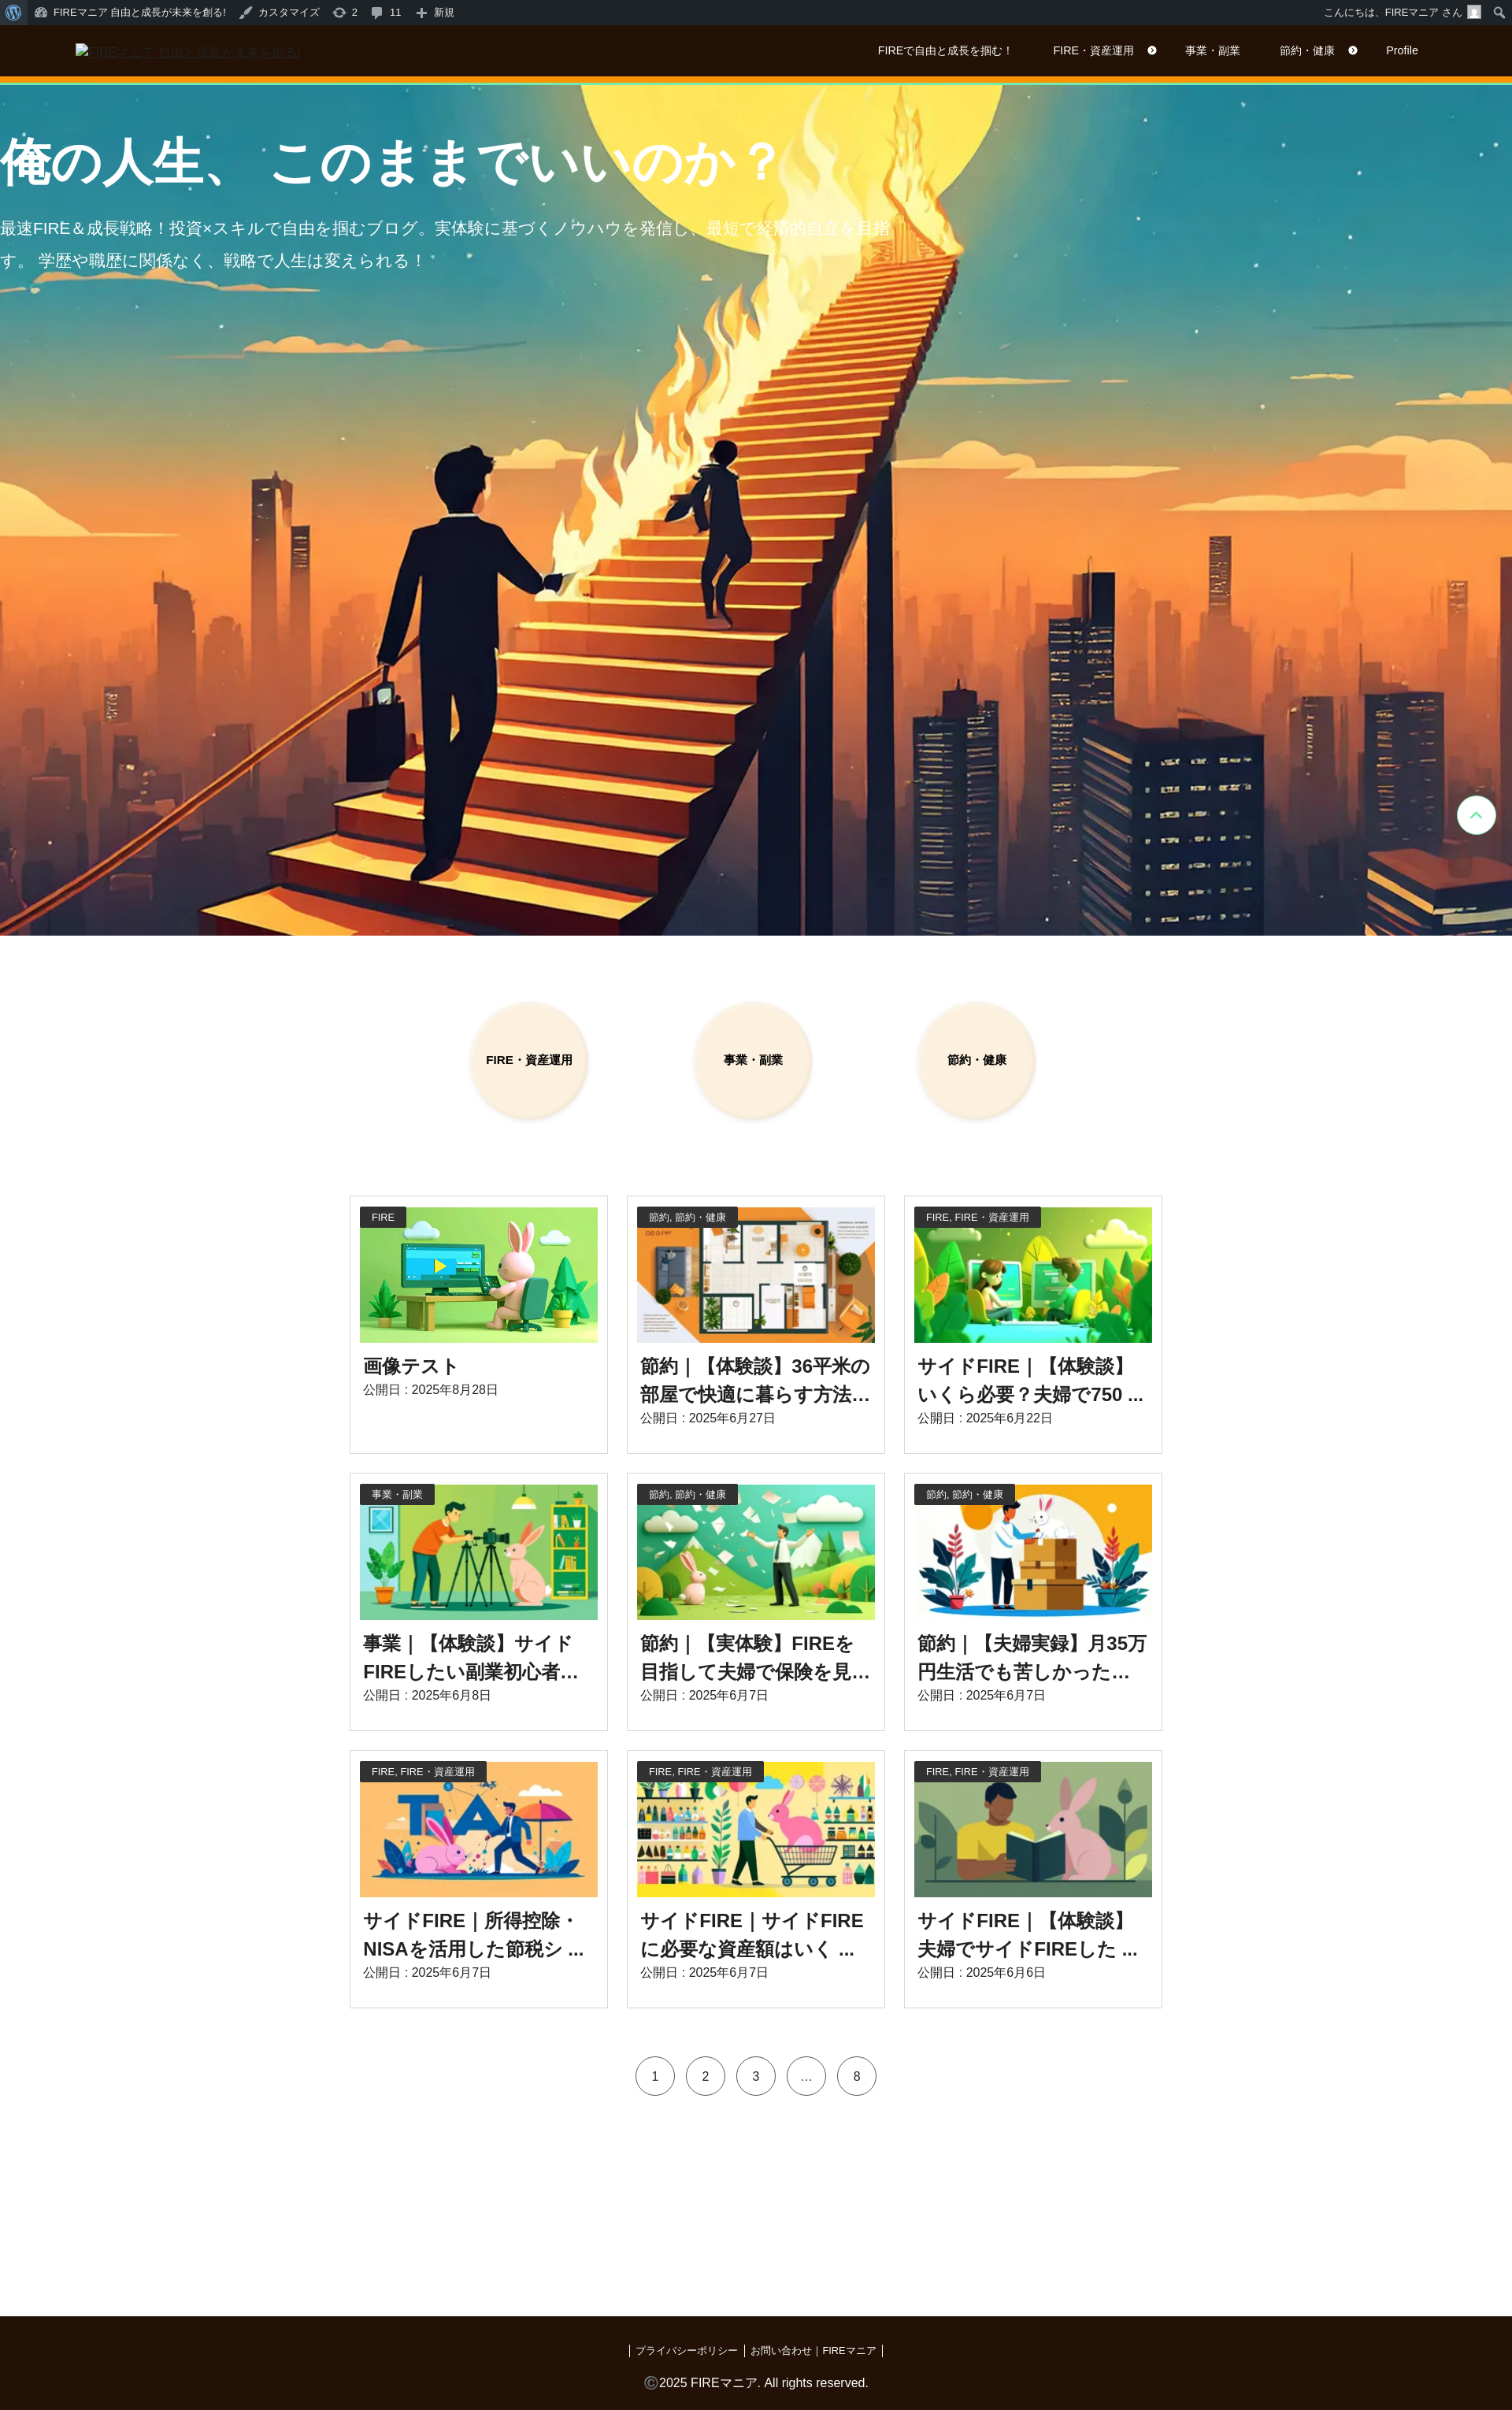 FIREマニア 自由と成長が未来を創る! カスタマイズ 2 11 新規 こんにちは、FIREマニア さん
FIREマニア 自由と成長が未来を創る! FIREで自由と成長を掴む！ FIRE・資産運用 事業・副業 節約・健康 Profile
俺の人生、 このままでいいのか？
最速FIRE＆成長戦略！投資×スキルで自由を掴むブログ。実体験に基づくノウハウを発信し、最短で経済的自立を目指
す。 学歴や職歴に関係なく、戦略で人生は変えられる！
FIRE・資産運用 事業・副業 節約・健康
FIRE
画像テスト
公開日 : 2025年8月28日
節約, 節約・健康
節約｜【体験談】36平米の
部屋で快適に暮らす方法...
公開日 : 2025年6月27日
FIRE, FIRE・資産運用
サイドFIRE｜【体験談】
いくら必要？夫婦で750 ...
公開日 : 2025年6月22日
事業・副業
事業｜【体験談】サイド
FIREしたい副業初心者...
公開日 : 2025年6月8日
節約, 節約・健康
節約｜【実体験】FIREを
目指して夫婦で保険を見...
公開日 : 2025年6月7日
節約, 節約・健康
節約｜【夫婦実録】月35万
円生活でも苦しかった...
公開日 : 2025年6月7日
FIRE, FIRE・資産運用
サイドFIRE｜所得控除・
NISAを活用した節税シ ...
公開日 : 2025年6月7日
FIRE, FIRE・資産運用
サイドFIRE｜サイドFIRE
に必要な資産額はいく ...
公開日 : 2025年6月7日
FIRE, FIRE・資産運用
サイドFIRE｜【体験談】
夫婦でサイドFIREした ...
公開日 : 2025年6月6日
1 2 3 … 8
プライバシーポリシー お問い合わせ｜FIREマニア
©2025 FIREマニア. All rights reserved.